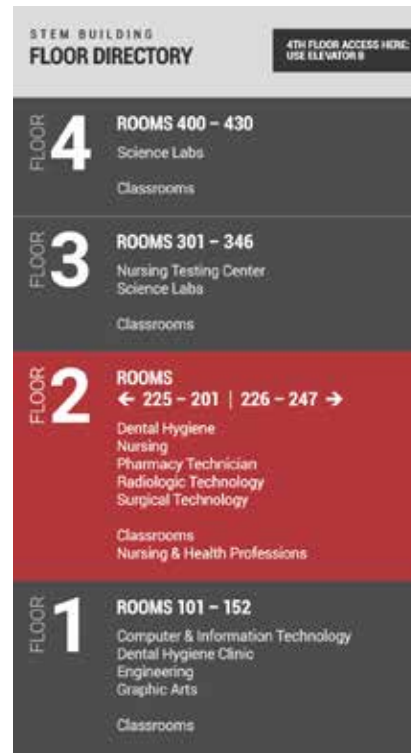 STEM BUILDING
FLOOR DIRECTORY
4TH FLOOR ACCESS HERE:
USE ELEVATOR B
FLOOR 4
ROOMS 400 – 430
Science Labs
Classrooms
FLOOR 3
ROOMS 301 – 346
Nursing Testing Center
Science Labs
Classrooms
FLOOR 2
ROOMS
← 225 – 201 | 226 – 247 →
Dental Hygiene
Nursing
Pharmacy Technician
Radiologic Technology
Surgical Technology
Classrooms
Nursing & Health Professions
FLOOR 1
ROOMS 101 – 152
Computer & Information Technology
Dental Hygiene Clinic
Engineering
Graphic Arts
Classrooms